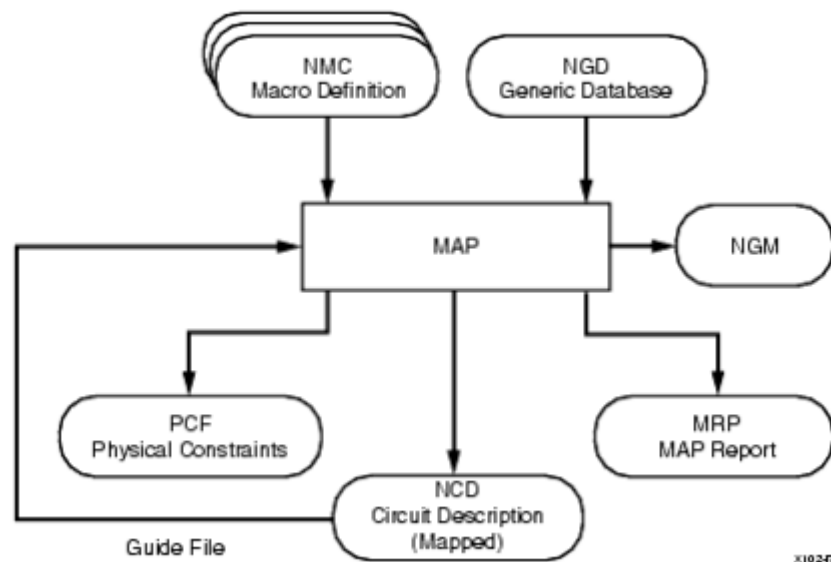 NMC
Macro Definition
NGD
Generic Database
MAP
NGM
PCF
Physical Constraints
MRP
MAP Report
NCD
Circuit Description
(Mapped)
Guide File